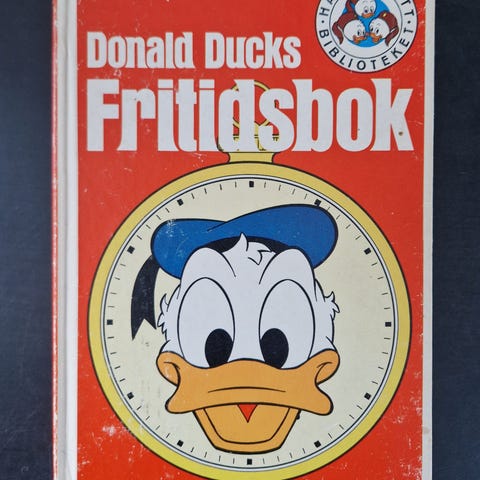 Donald Ducks
Fritidsbok
BIBLIOTEKET